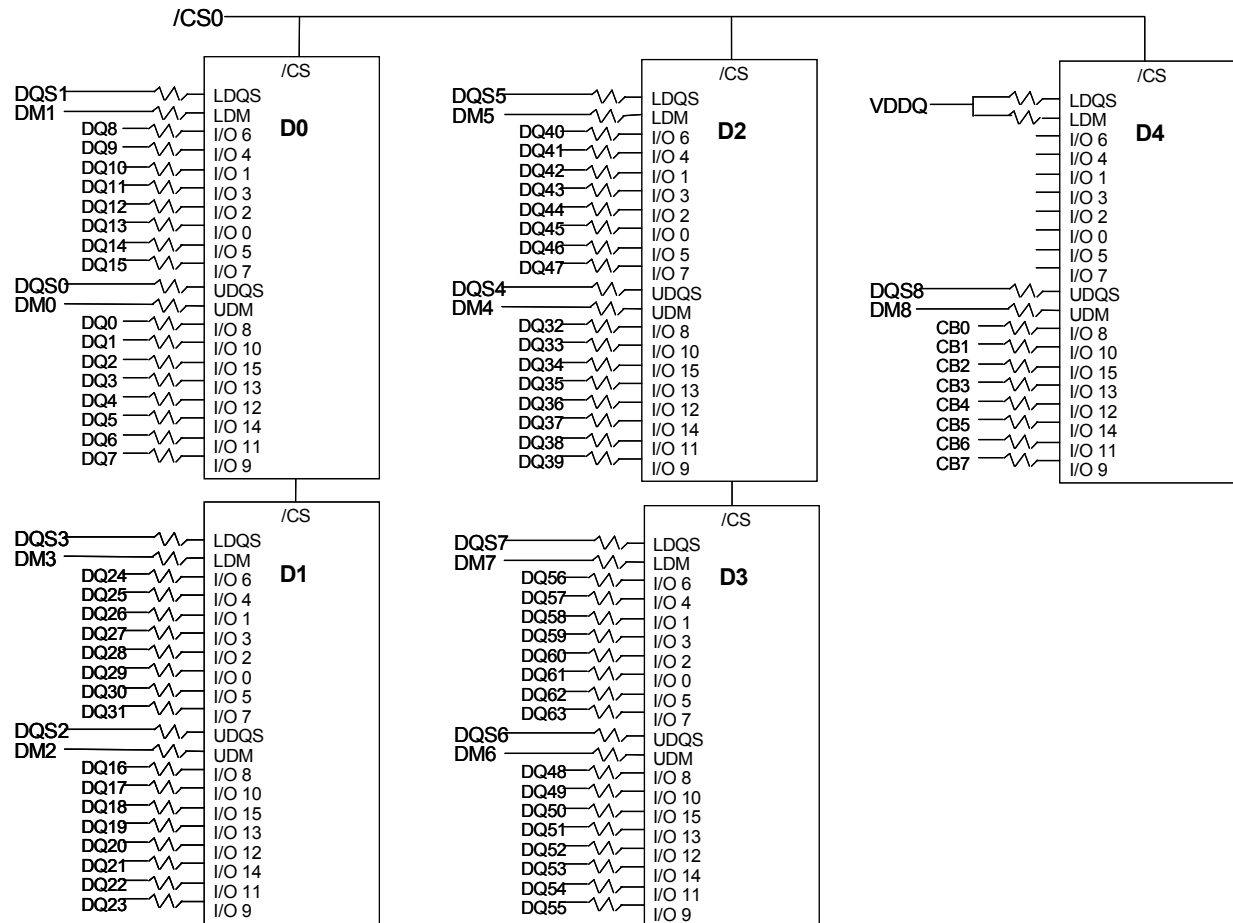 /CS0
/CS
DQS1 LDQS
DM1 LDM
D0
DQ8 I/O 6
DQ9 I/O 4
DQ10 I/O 1
DQ11 I/O 3
DQ12 I/O 2
DQ13 I/O 0
DQ14 I/O 5
DQ15 I/O 7
DQS0 UDQS
DM0 UDM
DQ0 I/O 8
DQ1 I/O 10
DQ2 I/O 15
DQ3 I/O 13
DQ4 I/O 12
DQ5 I/O 14
DQ6 I/O 11
DQ7 I/O 9
/CS
DQS3 LDQS
DM3 LDM
D1
DQ24 I/O 6
DQ25 I/O 4
DQ26 I/O 1
DQ27 I/O 3
DQ28 I/O 2
DQ29 I/O 0
DQ30 I/O 5
DQ31 I/O 7
DQS2 UDQS
DM2 UDM
DQ16 I/O 8
DQ17 I/O 10
DQ18 I/O 15
DQ19 I/O 13
DQ20 I/O 12
DQ21 I/O 14
DQ22 I/O 11
DQ23 I/O 9
/CS
DQS5 LDQS
DM5 LDM
D2
DQ40 I/O 6
DQ41 I/O 4
DQ42 I/O 1
DQ43 I/O 3
DQ44 I/O 2
DQ45 I/O 0
DQ46 I/O 5
DQ47 I/O 7
DQS4 UDQS
DM4 UDM
DQ32 I/O 8
DQ33 I/O 10
DQ34 I/O 15
DQ35 I/O 13
DQ36 I/O 12
DQ37 I/O 14
DQ38 I/O 11
DQ39 I/O 9
/CS
DQS7 LDQS
DM7 LDM
D3
DQ56 I/O 6
DQ57 I/O 4
DQ58 I/O 1
DQ59 I/O 3
DQ60 I/O 2
DQ61 I/O 0
DQ62 I/O 5
DQ63 I/O 7
DQS6 UDQS
DM6 UDM
DQ48 I/O 8
DQ49 I/O 10
DQ50 I/O 15
DQ51 I/O 13
DQ52 I/O 12
DQ53 I/O 14
DQ54 I/O 11
DQ55 I/O 9
/CS
VDDQ LDQS
LDM
D4
I/O 6
I/O 4
I/O 1
I/O 3
I/O 2
I/O 0
I/O 5
I/O 7
DQS8 UDQS
DM8 UDM
CB0 I/O 8
CB1 I/O 10
CB2 I/O 15
CB3 I/O 13
CB4 I/O 12
CB5 I/O 14
CB6 I/O 11
CB7 I/O 9